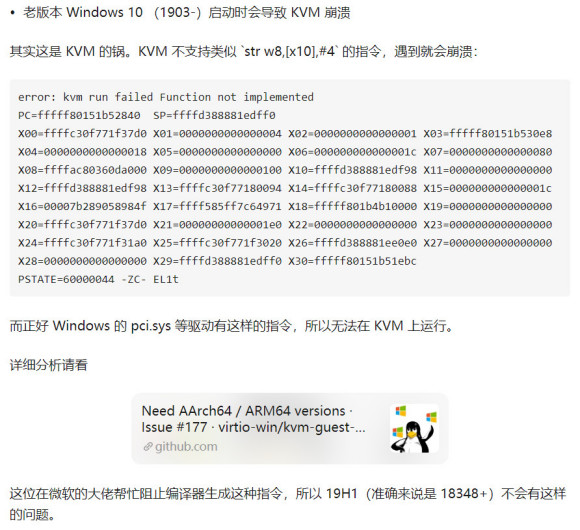 • 老版本 Windows 10 （1903-）启动时会导致 KVM 崩溃
其实这是 KVM 的锅。KVM 不支持类似 `str w8,[x10],#4` 的指令，遇到就会崩溃：
error: kvm run failed Function not implemented
PC=fffff80151b52840  SP=ffffd388881edff0
X00=ffffc30f771f37d0 X01=0000000000000004 X02=0000000000000001 X03=fffff80151b530e8
X04=0000000000000018 X05=0000000000000000 X06=000000000000001c X07=0000000000000080
X08=ffffac80360da000 X09=0000000000000100 X10=ffffd388881edf98 X11=0000000000000000
X12=ffffd388881edf98 X13=ffffc30f77180094 X14=ffffc30f77180088 X15=000000000000001c
X16=00007b289058984f X17=ffff585ff7c64971 X18=fffff801b4b10000 X19=0000000000000000
X20=ffffc30f771f37d0 X21=00000000000001e0 X22=0000000000000000 X23=0000000000000000
X24=ffffc30f771f31a0 X25=ffffc30f771f3020 X26=ffffd388881ee0e0 X27=0000000000000000
X28=0000000000000000 X29=ffffd388881edff0 X30=fffff80151b51ebc
PSTATE=60000044 -ZC- EL1t
而正好 Windows 的 pci.sys 等驱动有这样的指令，所以无法在 KVM 上运行。
详细分析请看
Need AArch64 / ARM64 versions ·
Issue #177 · virtio-win/kvm-guest-...
github.com
这位在微软的大佬帮忙阻止编译器生成这种指令，所以 19H1（准确来说是 18348+）不会有这样
的问题。